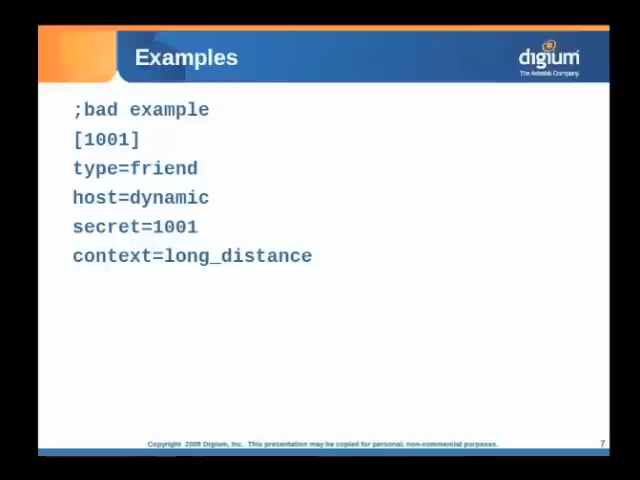 Examples
digium
The Asterisk Company
;bad example
[1001]
type=friend
host=dynamic
secret=1001
context=long_distance
Copyright 2009 Digium, Inc. This presentation may be copied for personal, non-commercial purposes.
7